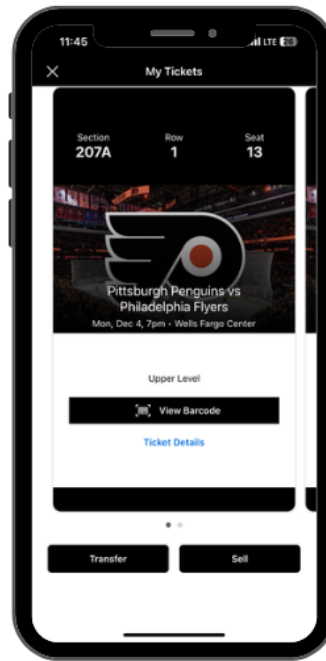 11:45
LTE 26
My Tickets
Section Row Seat
207A 1 13
Pittsburgh Penguins vs
Philadelphia Flyers
Mon, Dec 4, 7pm • Wells Fargo Center
Upper Level
View Barcode
Ticket Details
Transfer Sell